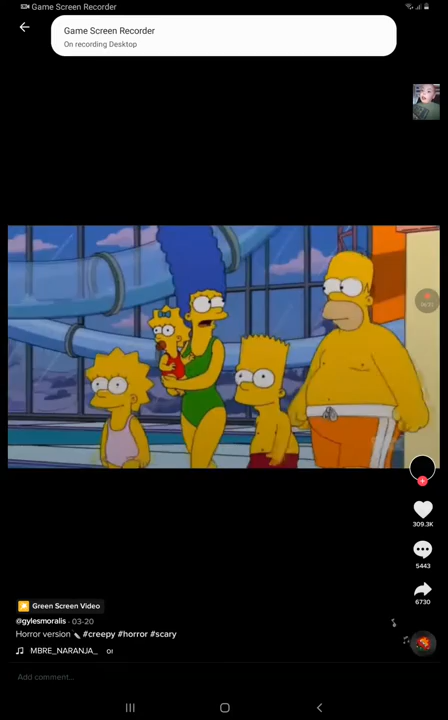 Game Screen Recorder
Game Screen Recorder
On recording Desktop
309.3K
5443
6730
Green Screen Video
@gylesmoralis · 03-20
Horror version #creepy #horror #scary
MBRE_NARANJA_ or
Add comment...